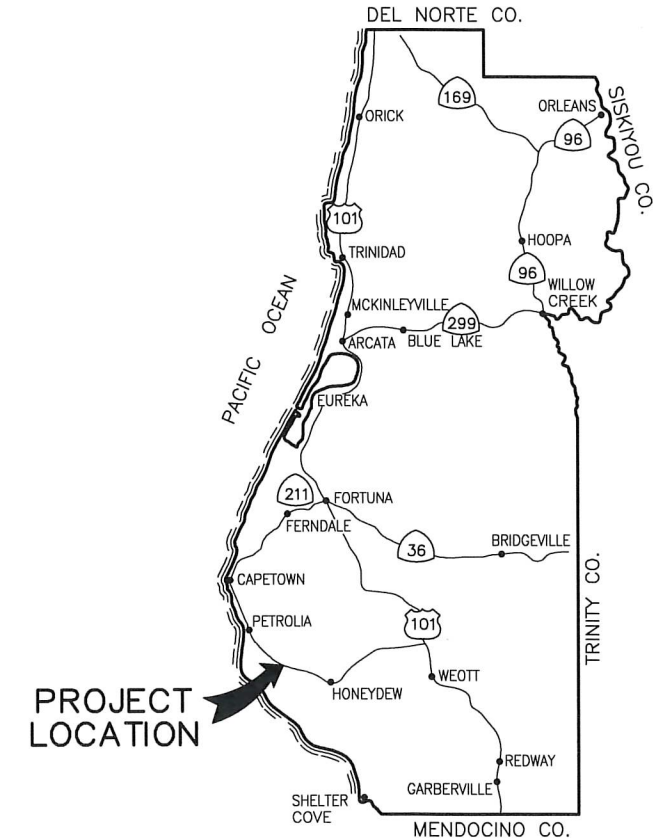 DEL NORTE CO.
169
ORLEANS
SISKIYOU CO.
ORICK
96
101
HOOPA
TRINIDAD
96
WILLOW
CREEK
PACIFIC OCEAN
MCKINLEYVILLE
299
ARCATA
BLUE LAKE
EUREKA
211
FORTUNA
FERNDALE
36
BRIDGEVILLE
CAPETOWN
TRINITY CO.
PETROLIA
101
PROJECT
LOCATION
HONEYDEW
WEOTT
REDWAY
GARBERVILLE
SHELTER
COVE
MENDOCINO CO.